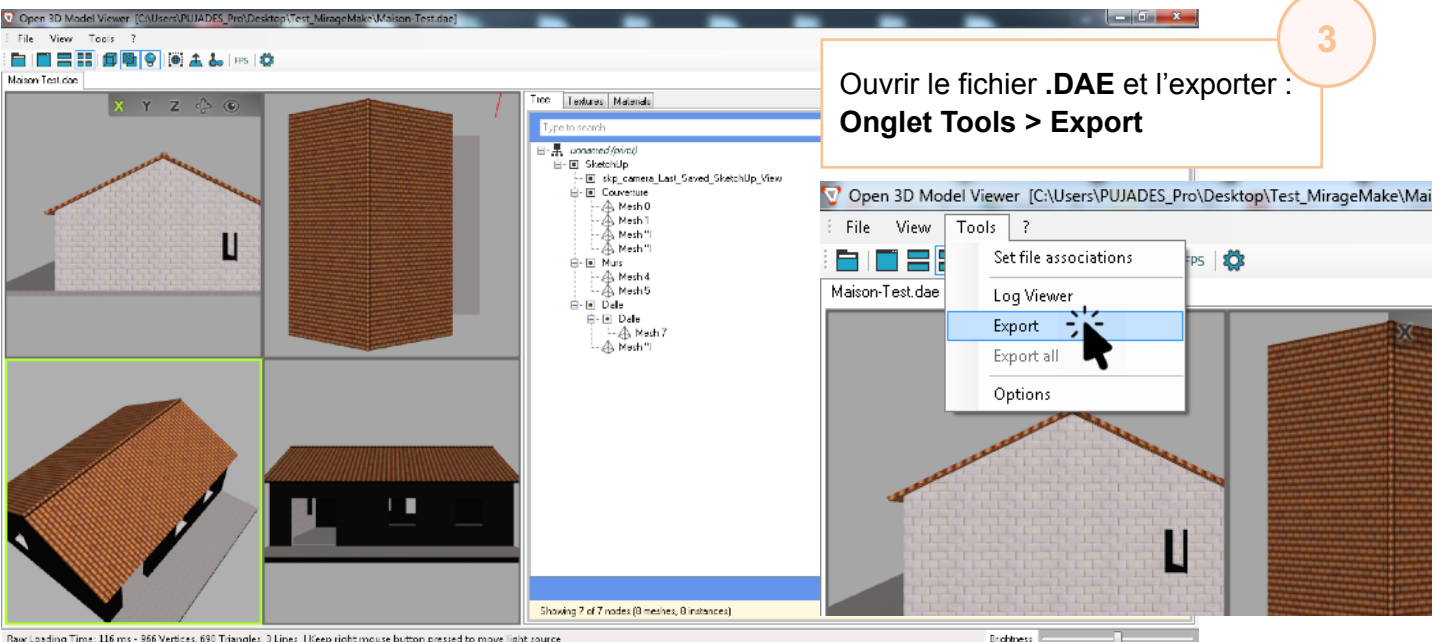 Open 3D Model Viewer [C:\Users\PUJADES_Pro\Desktop\Test_MirageMake\Maison-Test.dae]
File View Tools ?
FPS
Maison-Test.dae
X Y Z
Tree Textures Materials
Type to search
unnamed (pivot)
SketchUp
skp_camera_Last_Saved_SketchUp_View
Couverture
Mesh 0
Mesh 1
Mesh "l
Mesh "l
Murs
Mesh 4
Mesh 5
Dalle
Dalle
Mesh 7
Mesh "l
Showing 7 of 7 nodes (8 meshes, 8 instances)
Raw Loading Time: 116 ms - 966 Vertices, 690 Triangles, 3 Lines | Keep right mouse button pressed to move light source
Brightness
3
Ouvrir le fichier .DAE et l’exporter :
Onglet Tools > Export
Open 3D Model Viewer [C:\Users\PUJADES_Pro\Desktop\Test_MirageMake\Mai
File View Tools ?
FPS
Maison-Test.dae
Set file associations
Log Viewer
Export
Export all
Options
X